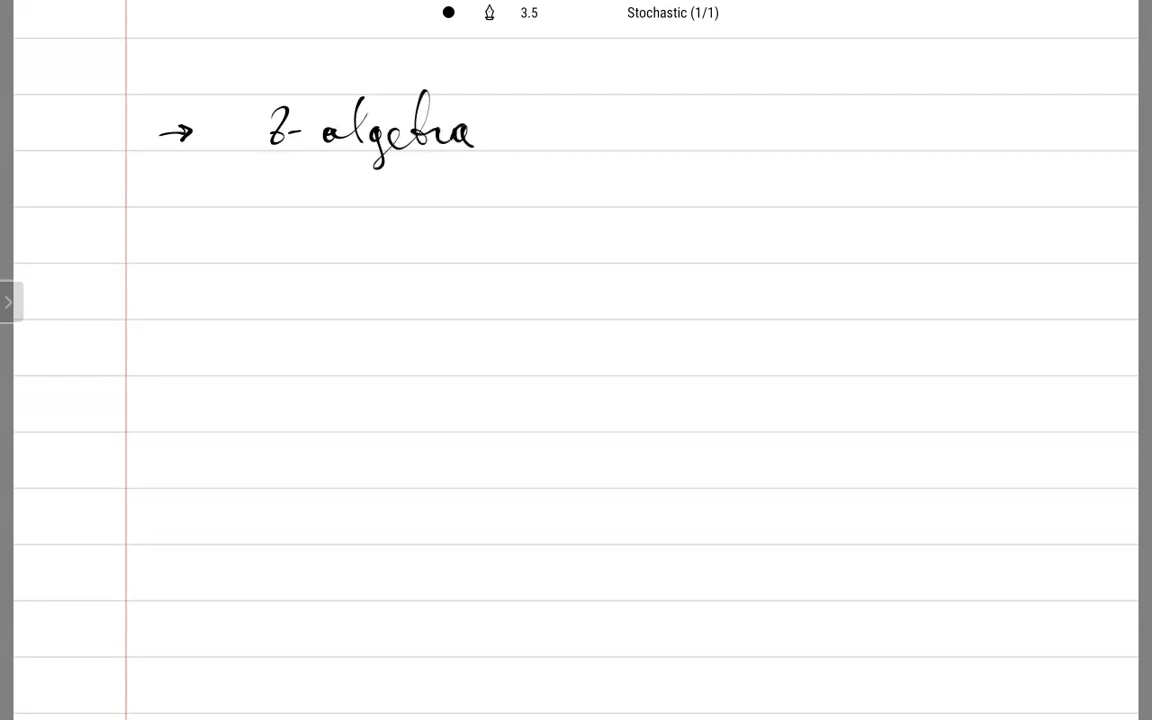 3.5 Stochastic (1/1)
→ Z- algebra